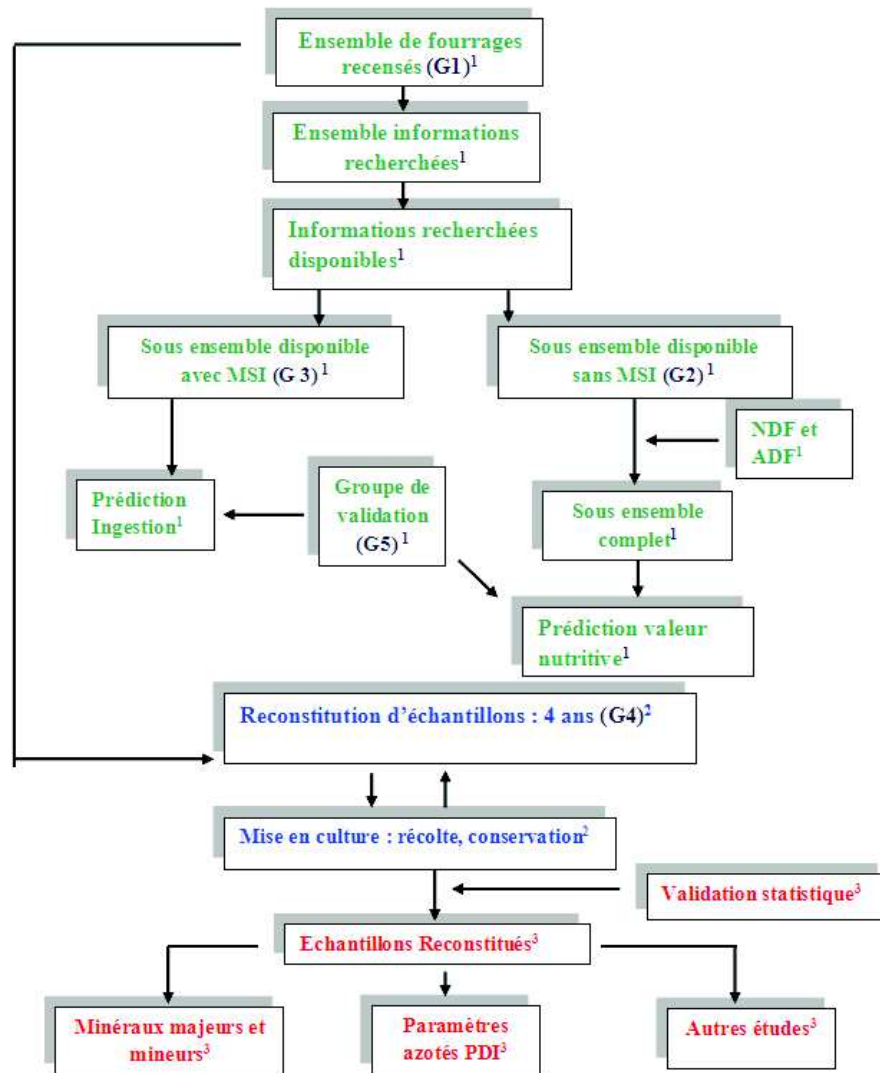 Ensemble de fourrages
recensés (G1)¹
Ensemble informations
recherchées¹
Informations recherchées
disponibles¹
Sous ensemble disponible
avec MSI (G 3)¹
Sous ensemble disponible
sans MSI (G2)¹
NDF et
ADF¹
Prédiction
Ingestion¹
Groupe de
validation
(G5)¹
Sous ensemble
complet¹
Prédiction valeur
nutritive¹
Reconstitution d’échantillons : 4 ans (G4)²
Mise en culture : récolte, conservation²
Validation statistique³
Echantillons Reconstitués³
Minéraux majeurs et
mineurs³
Paramètres
azotés PDI³
Autres études³